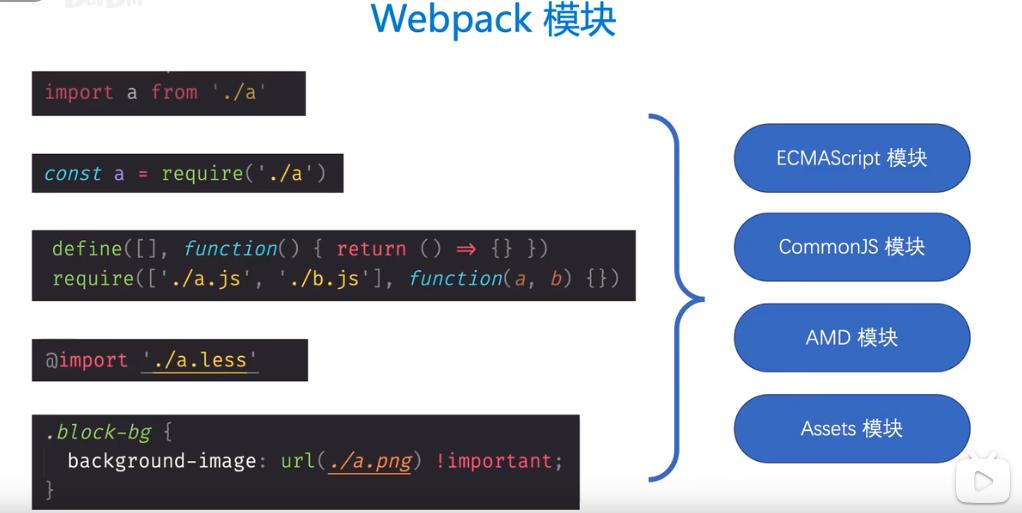 Webpack 模块
import a from './a'
const a = require('./a')
define([], function() { return () => {} })
require(['./a.js', './b.js'], function(a, b) {})
@import './a.less'
.block-bg {
background-image: url(./a.png) !important;
}
ECMAScript 模块
CommonJS 模块
AMD 模块
Assets 模块